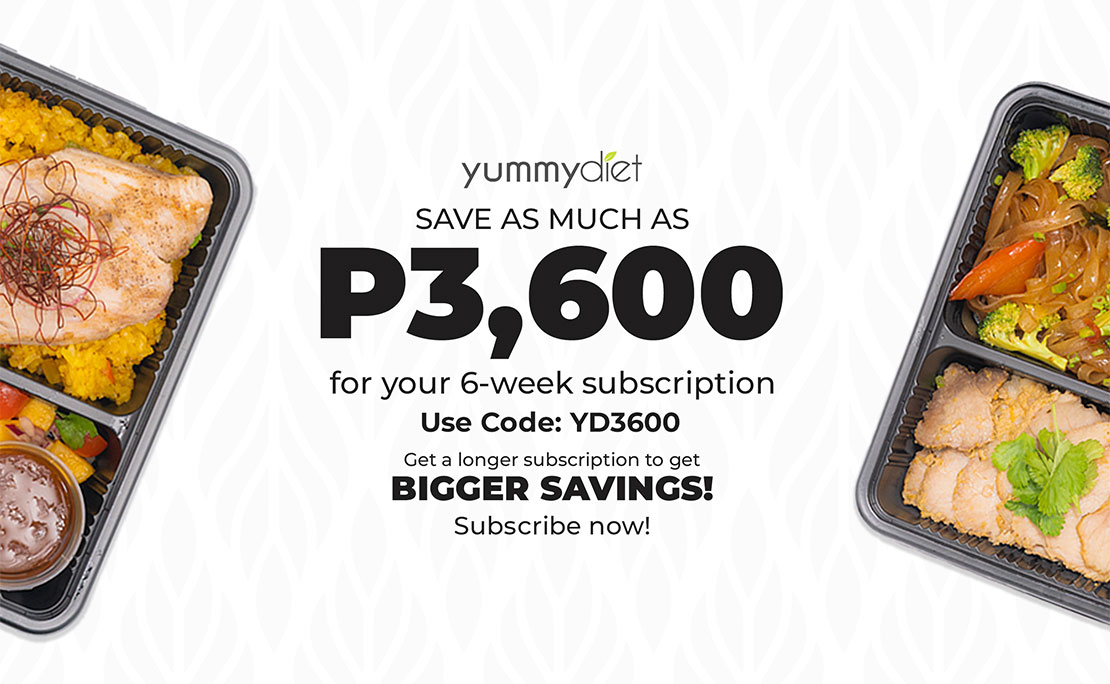 yummydiet
SAVE AS MUCH AS
P3,600
for your 6-week subscription
Use Code: YD3600
Get a longer subscription to get
BIGGER SAVINGS!
Subscribe now!